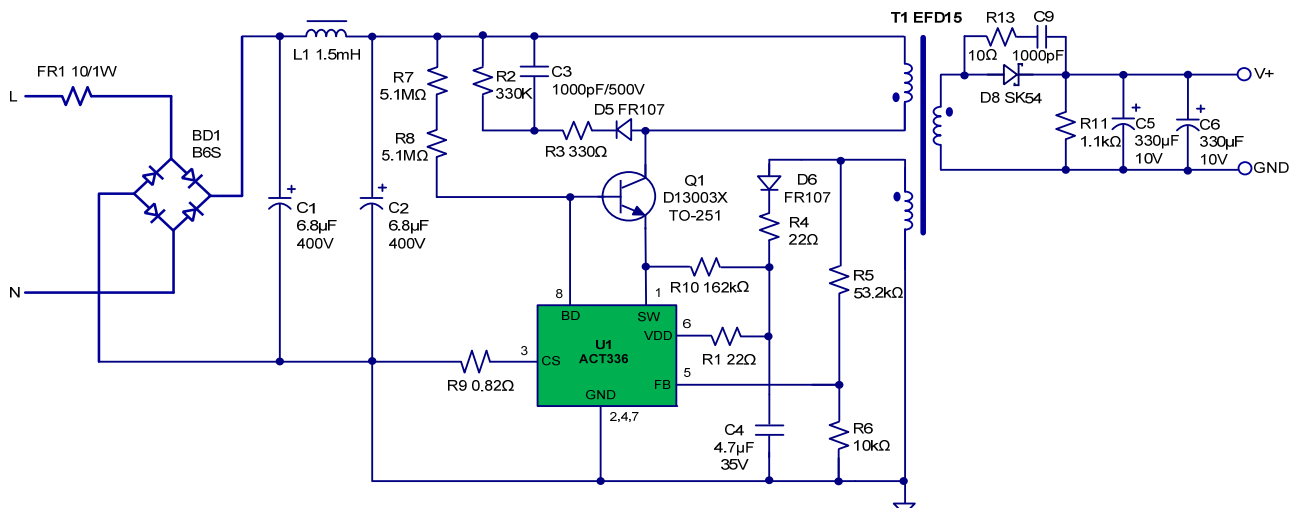 T1 EFD15
R13
C9
10Ω
1000pF
D8 SK54
V+
GND
R11
1.1kΩ
+
C5
330µF
10V
+
C6
330µF
10V
L1 1.5mH
FR1 10/1W
L
N
BD1
B6S
+
C1
6.8µF
400V
+
C2
6.8µF
400V
R7
5.1MΩ
R8
5.1MΩ
R2
330K
C3
1000pF/500V
D5 FR107
R3 330Ω
Q1
D13003X
TO-251
D6
FR107
R4
22Ω
R10 162kΩ
R5
53.2kΩ
8
1
BD
SW
U1
ACT336
VDD
6
R1 22Ω
3
CS
5
FB
R9 0.82Ω
GND
2,4,7
C4
4.7µF
35V
R6
10kΩ